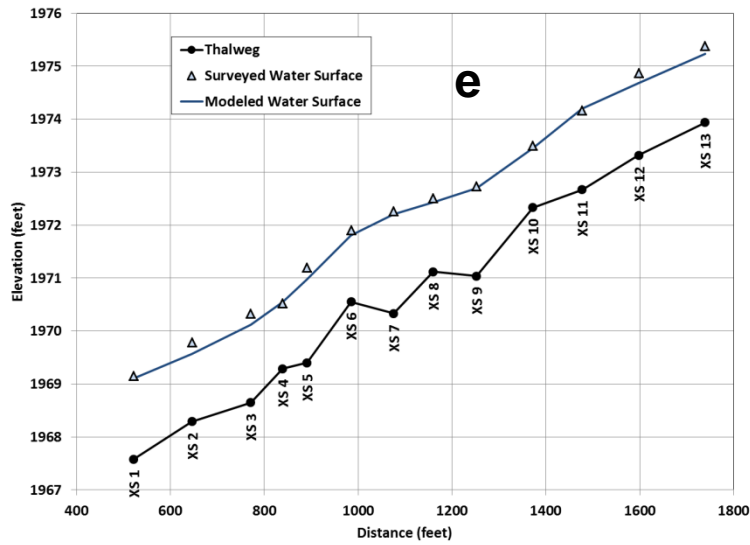 1976
1975
1974
1973
1972
1971
1970
1969
1968
1967
Elevation (feet)
Thalweg
Surveyed Water Surface
Modeled Water Surface
e
XS 1
XS 2
XS 3
XS 4
XS 5
XS 6
XS 7
XS 8
XS 9
XS 10
XS 11
XS 12
XS 13
400 600 800 1000 1200 1400 1600 1800
Distance (feet)